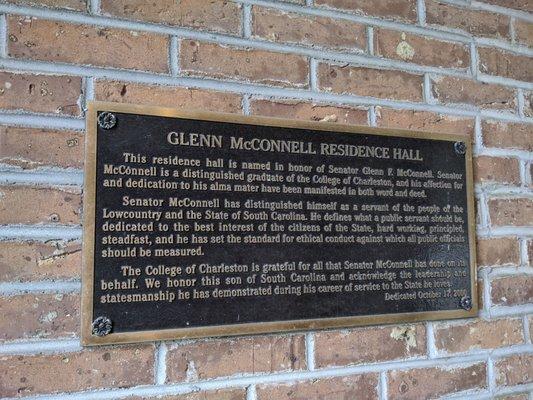 GLENN McCONNELL RESIDENCE HALL
This residence hall is named in honor of Senator Glenn F. McConnell. Senator
McConnell is a distinguished graduate of the College of Charleston, and his affection for
and dedication to his alma mater have been manifested in both word and deed.
Senator McConnell has distinguished himself as a servant of the people of the
Lowcountry and the State of South Carolina. He defines what a public servant should be,
dedicated to the best interest of the citizens of the State, hard working, principled,
steadfast, and he has set the standard for ethical conduct against which all public officials
should be measured.
The College of Charleston is grateful for all that Senator McConnell has done on its
behalf. We honor this son of South Carolina and acknowledge the leadership and
statesmanship he has demonstrated during his career of service to the State he loves.
Dedicated October 17,